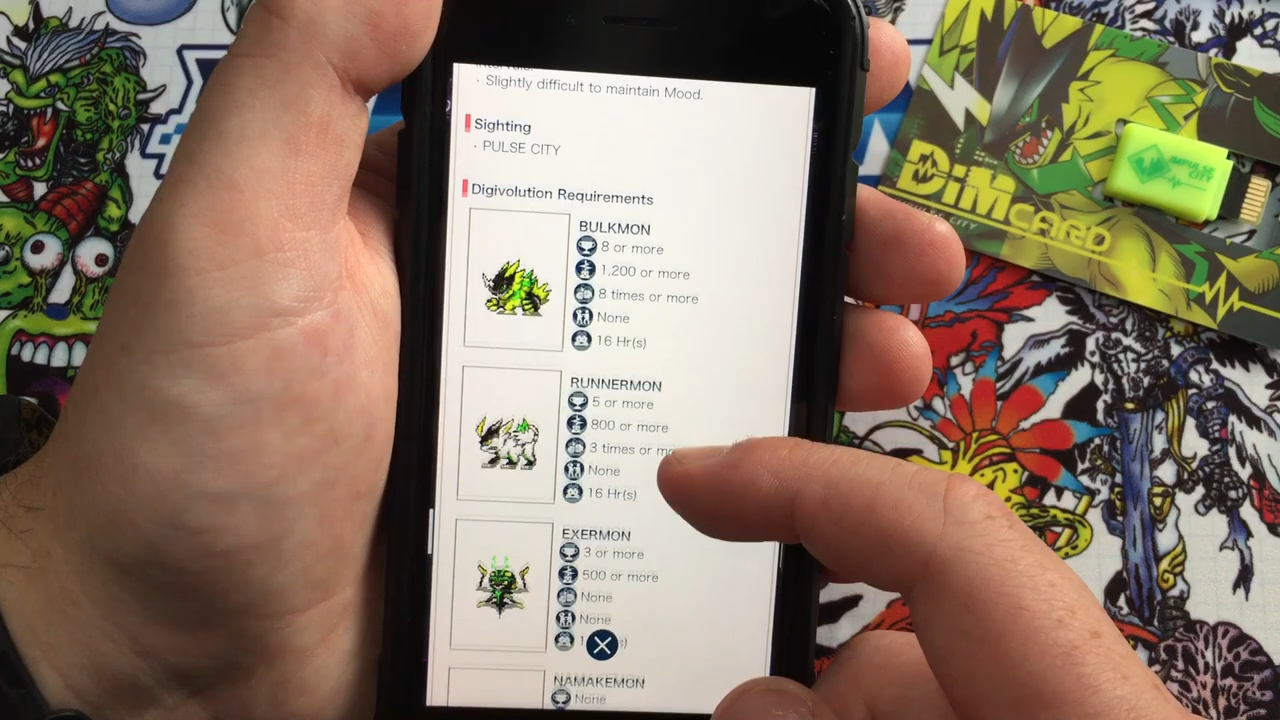 · Slightly difficult to maintain Mood.
Sighting
· PULSE CITY
Digivolution Requirements
BULKMON
8 or more
1,200 or more
8 times or more
None
16 Hr(s)
RUNNERMON
5 or more
800 or more
3 times or
None
16 Hr(s)
EXERMON
3 or more
500 or more
None
None
NAMAKEMON
None
DiM CARD
IMPULSE CITY